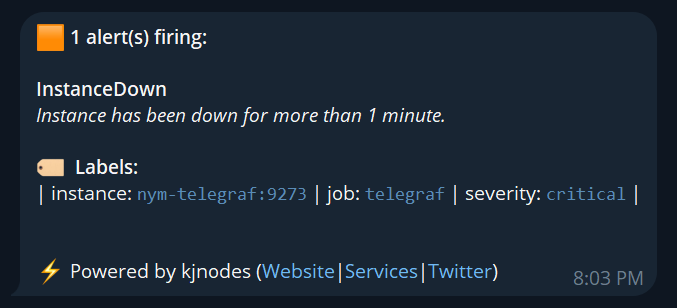 🟧 1 alert(s) firing:
InstanceDown
Instance has been down for more than 1 minute.
🏷️ Labels:
| instance: nym-telegraf:9273 | job: telegraf | severity: critical |
⚡ Powered by kjnodes (Website|Services|Twitter)
8:03 PM